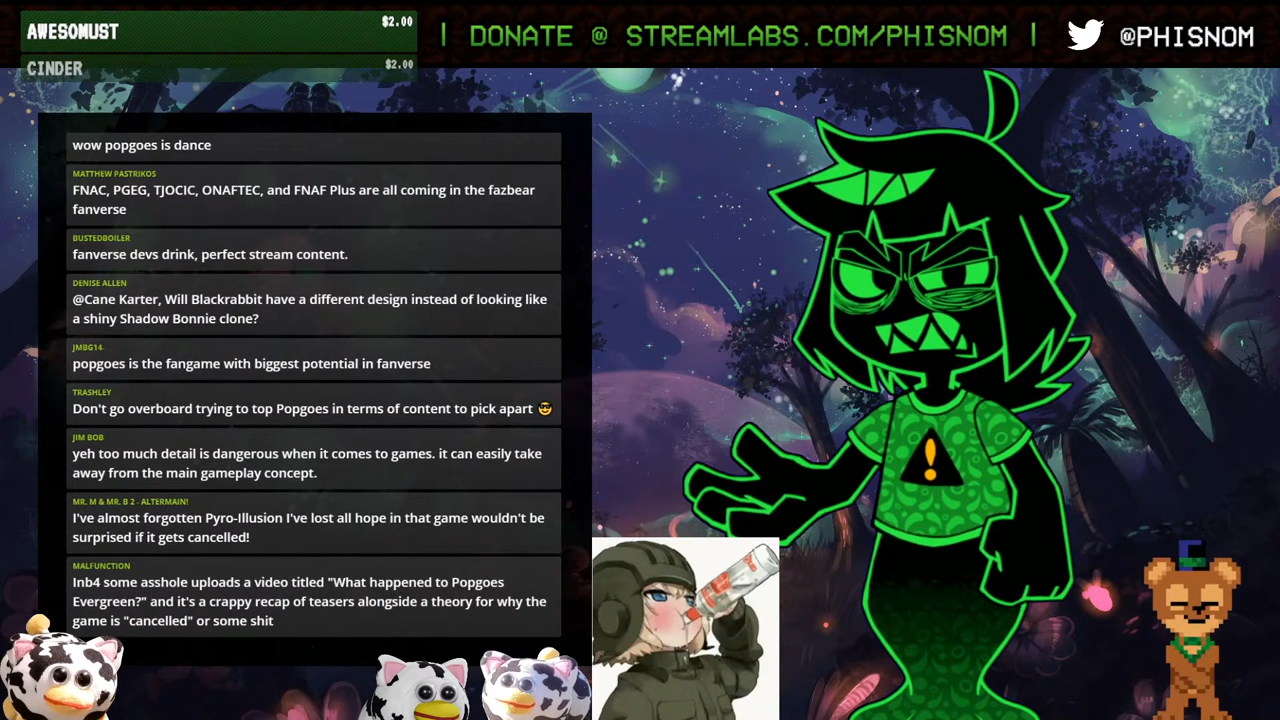 AWESOMUST $2.00
CINDER $2.00
| DONATE @ STREAMLABS.COM/PHISNOM | @PHISNOM
wow popgoes is dance
MATTHEW PASTRIKOS
FNAC, PGEG, TJOCIC, ONAFTEC, and FNAF Plus are all coming in the fazbear
fanverse
BUSTEDBOILER
fanverse devs drink, perfect stream content.
DENISE ALLEN
@Cane Karter, Will Blackrabbit have a different design instead of looking like
a shiny Shadow Bonnie clone?
JMBG14
popgoes is the fangame with biggest potential in fanverse
TRASHLEY
Don't go overboard trying to top Popgoes in terms of content to pick apart 😎
JIM BOB
yeh too much detail is dangerous when it comes to games. it can easily take
away from the main gameplay concept.
MR. M & MR. B 2 - ALTERMAIN!
I've almost forgotten Pyro-Illusion I've lost all hope in that game wouldn't be
surprised if it gets cancelled!
MALFUNCTION
Inb4 some asshole uploads a video titled "What happened to Popgoes
Evergreen?" and it's a crappy recap of teasers alongside a theory for why the
game is "cancelled" or some shit
!